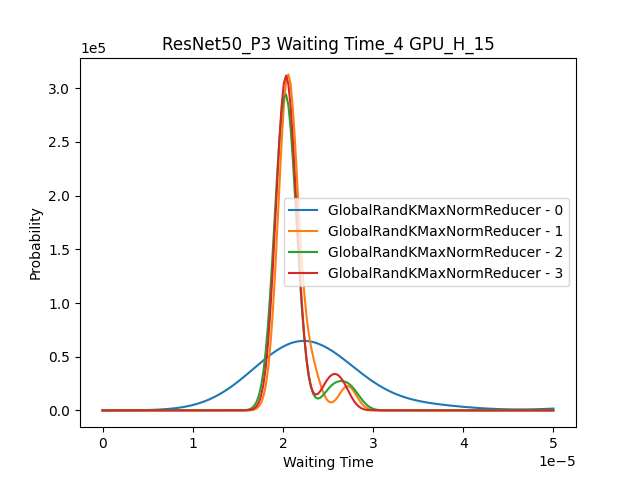 ResNet50_P3 Waiting Time_4 GPU_H_15
1e5
3.0
2.5
2.0
1.5
1.0
0.5
0.0
Probability
GlobalRandKMaxNormReducer - 0
GlobalRandKMaxNormReducer - 1
GlobalRandKMaxNormReducer - 2
GlobalRandKMaxNormReducer - 3
0 1 2 3 4 5
1e−5
Waiting Time